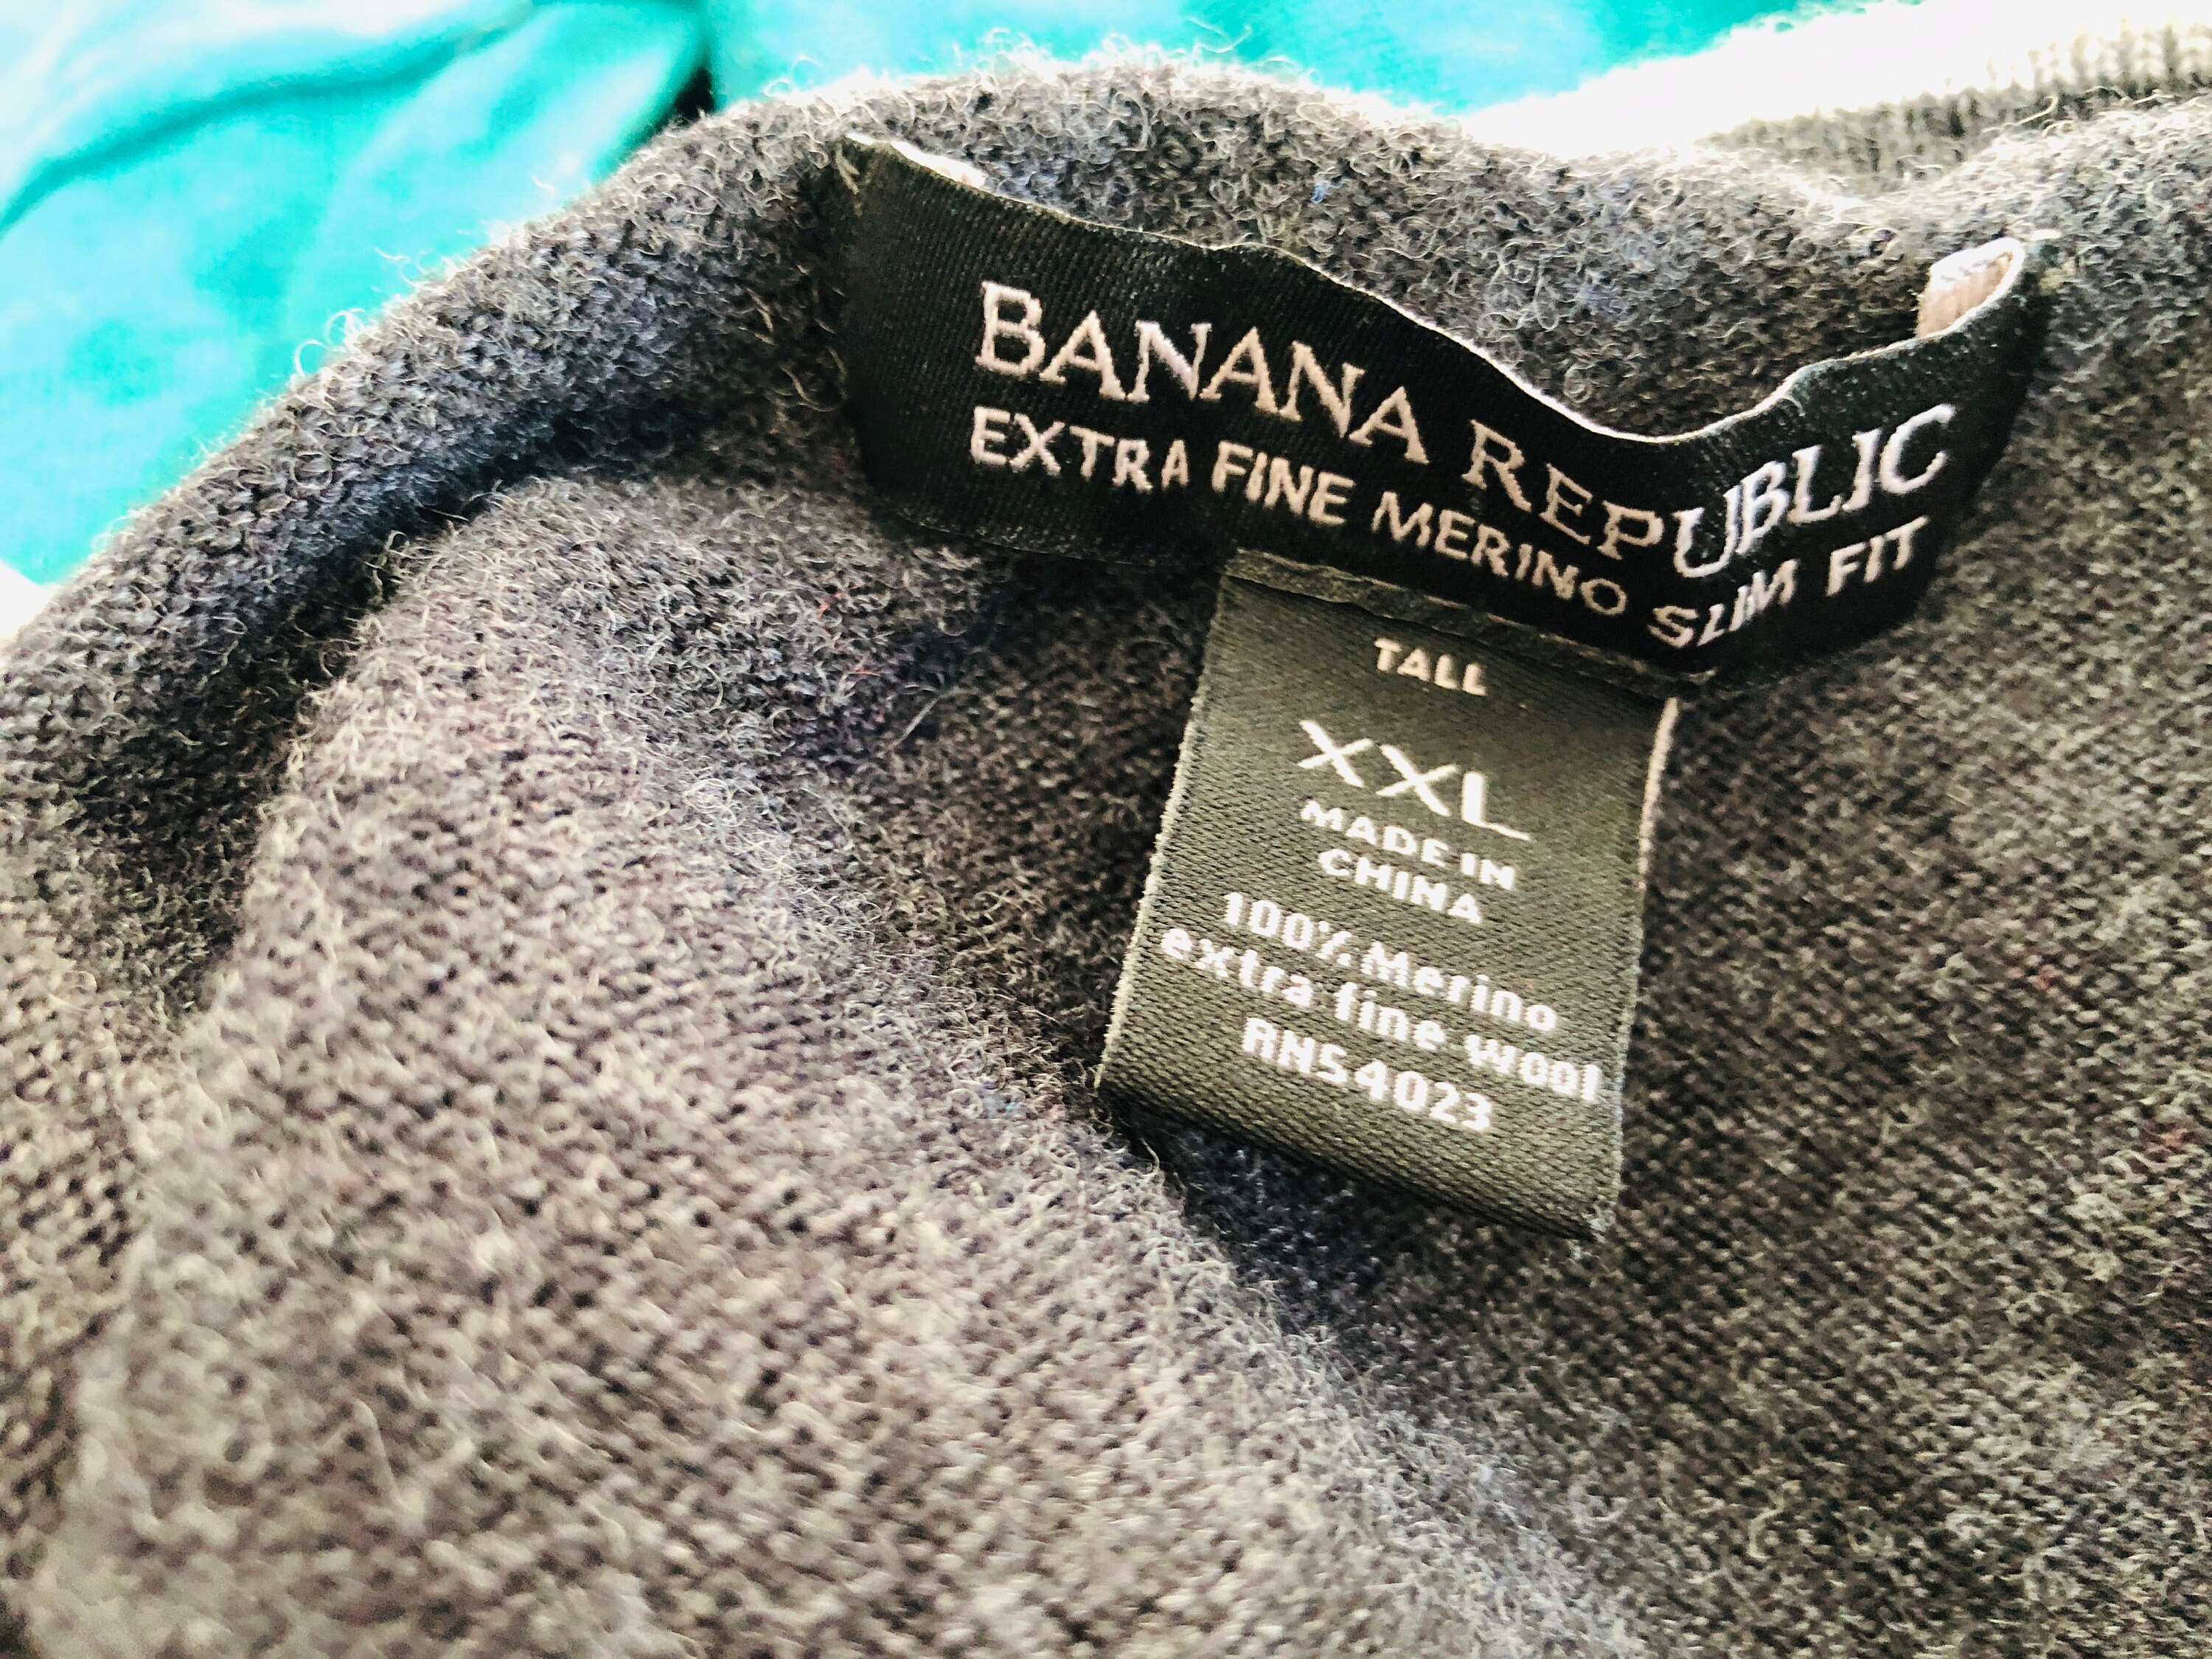 BANANA REPUBLIC
EXTRA FINE MERINO SLIM FIT
TALL
XXL
MADE IN
CHINA
100%Merino
extra fine wool
RN54023